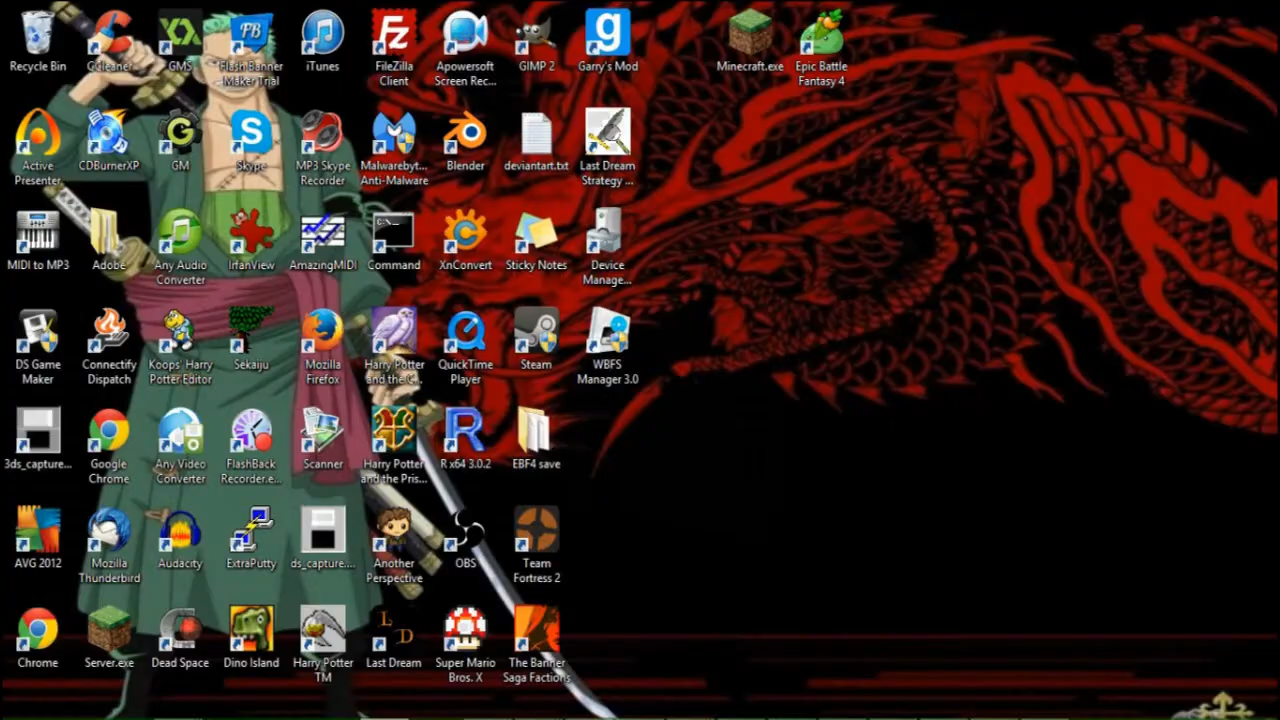 Recycle Bin
CCleaner
GMS
Flash Banner
Maker Trial
iTunes
FileZilla
Client
Apowersoft
Screen Rec...
GIMP 2
Garry's Mod
Minecraft.exe
Epic Battle
Fantasy 4
Active
Presenter
CDBurnerXP
GM
Skype
MP3 Skype
Recorder
Malwarebyt...
Anti-Malware
Blender
deviantart.txt
Last Dream
Strategy ...
MIDI to MP3
Adobe
Any Audio
Converter
IrfanView
AmazingMIDI
Command
XnConvert
Sticky Notes
Device
Manage...
DS Game
Maker
Connectify
Dispatch
Koops' Harry
Potter Editor
Sekaiju
Mozilla
Firefox
Harry Potter
and the C...
QuickTime
Player
Steam
WBFS
Manager 3.0
3ds_capture...
Google
Chrome
Any Video
Converter
FlashBack
Recorder.e...
Scanner
Harry Potter
and the Pris...
R x64 3.0.2
EBF4 save
AVG 2012
Mozilla
Thunderbird
Audacity
ExtraPutty
ds_capture....
Another
Perspective
OBS
Team
Fortress 2
Chrome
Server.exe
Dead Space
Dino Island
Harry Potter
TM
Last Dream
Super Mario
Bros. X
The Banner
Saga Factions